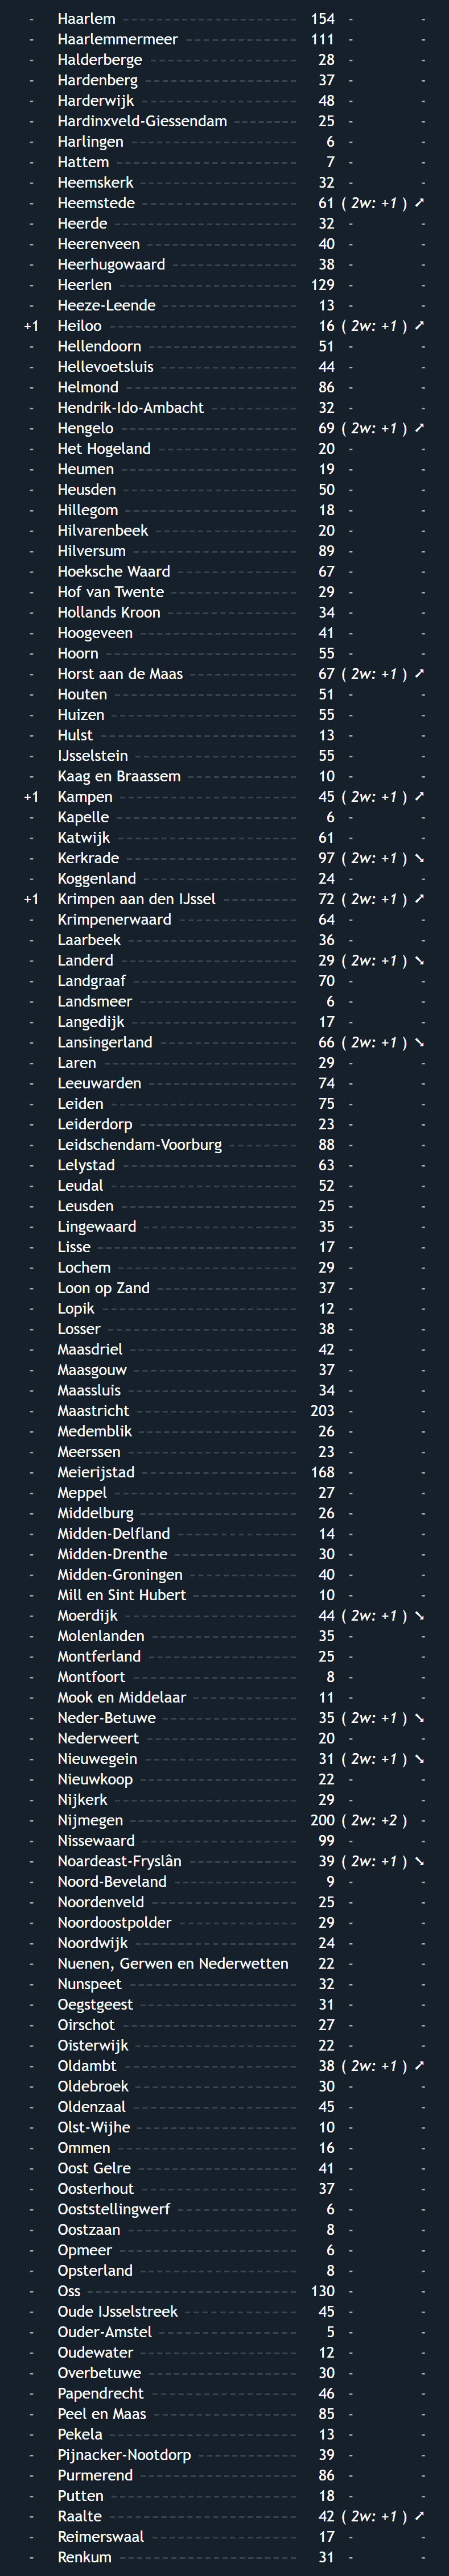 - Haarlem 154 - -
- Haarlemmermeer 111 - -
- Halderberge 28 - -
- Hardenberg 37 - -
- Harderwijk 48 - -
- Hardinxveld-Giessendam 25 - -
- Harlingen 6 - -
- Hattem 7 - -
- Heemskerk 32 - -
- Heemstede 61 ( 2w: +1 ) ➚
- Heerde 32 - -
- Heerenveen 40 - -
- Heerhugowaard 38 - -
- Heerlen 129 - -
- Heeze-Leende 13 - -
+1 Heiloo 16 ( 2w: +1 ) ➚
- Hellendoorn 51 - -
- Hellevoetsluis 44 - -
- Helmond 86 - -
- Hendrik-Ido-Ambacht 32 - -
- Hengelo 69 ( 2w: +1 ) ➚
- Het Hogeland 20 - -
- Heumen 19 - -
- Heusden 50 - -
- Hillegom 18 - -
- Hilvarenbeek 20 - -
- Hilversum 89 - -
- Hoeksche Waard 67 - -
- Hof van Twente 29 - -
- Hollands Kroon 34 - -
- Hoogeveen 41 - -
- Hoorn 55 - -
- Horst aan de Maas 67 ( 2w: +1 ) ➚
- Houten 51 - -
- Huizen 55 - -
- Hulst 13 - -
- IJsselstein 55 - -
- Kaag en Braassem 10 - -
+1 Kampen 45 ( 2w: +1 ) ➚
- Kapelle 6 - -
- Katwijk 61 - -
- Kerkrade 97 ( 2w: +1 ) ➘
- Koggenland 24 - -
+1 Krimpen aan den IJssel 72 ( 2w: +1 ) ➚
- Krimpenerwaard 64 - -
- Laarbeek 36 - -
- Landerd 29 ( 2w: +1 ) ➘
- Landgraaf 70 - -
- Landsmeer 6 - -
- Langedijk 17 - -
- Lansingerland 66 ( 2w: +1 ) ➘
- Laren 29 - -
- Leeuwarden 74 - -
- Leiden 75 - -
- Leiderdorp 23 - -
- Leidschendam-Voorburg 88 - -
- Lelystad 63 - -
- Leudal 52 - -
- Leusden 25 - -
- Lingewaard 35 - -
- Lisse 17 - -
- Lochem 29 - -
- Loon op Zand 37 - -
- Lopik 12 - -
- Losser 38 - -
- Maasdriel 42 - -
- Maasgouw 37 - -
- Maassluis 34 - -
- Maastricht 203 - -
- Medemblik 26 - -
- Meerssen 23 - -
- Meierijstad 168 - -
- Meppel 27 - -
- Middelburg 26 - -
- Midden-Delfland 14 - -
- Midden-Drenthe 30 - -
- Midden-Groningen 40 - -
- Mill en Sint Hubert 10 - -
- Moerdijk 44 ( 2w: +1 ) ➘
- Molenlanden 35 - -
- Montferland 25 - -
- Montfoort 8 - -
- Mook en Middelaar 11 - -
- Neder-Betuwe 35 ( 2w: +1 ) ➘
- Nederweert 20 - -
- Nieuwegein 31 ( 2w: +1 ) ➘
- Nieuwkoop 22 - -
- Nijkerk 29 - -
- Nijmegen 200 ( 2w: +2 ) -
- Nissewaard 99 - -
- Noardeast-Fryslân 39 ( 2w: +1 ) ➘
- Noord-Beveland 9 - -
- Noordenveld 25 - -
- Noordoostpolder 29 - -
- Noordwijk 24 - -
- Nuenen, Gerwen en Nederwetten 22 - -
- Nunspeet 32 - -
- Oegstgeest 31 - -
- Oirschot 27 - -
- Oisterwijk 22 - -
- Oldambt 38 ( 2w: +1 ) ➚
- Oldebroek 30 - -
- Oldenzaal 45 - -
- Olst-Wijhe 10 - -
- Ommen 16 - -
- Oost Gelre 41 - -
- Oosterhout 37 - -
- Ooststellingwerf 6 - -
- Oostzaan 8 - -
- Opmeer 6 - -
- Opsterland 8 - -
- Oss 130 - -
- Oude IJsselstreek 45 - -
- Ouder-Amstel 5 - -
- Oudewater 12 - -
- Overbetuwe 30 - -
- Papendrecht 46 - -
- Peel en Maas 85 - -
- Pekela 13 - -
- Pijnacker-Nootdorp 39 - -
- Purmerend 86 - -
- Putten 18 - -
- Raalte 42 ( 2w: +1 ) ➚
- Reimerswaal 17 - -
- Renkum 31 - -